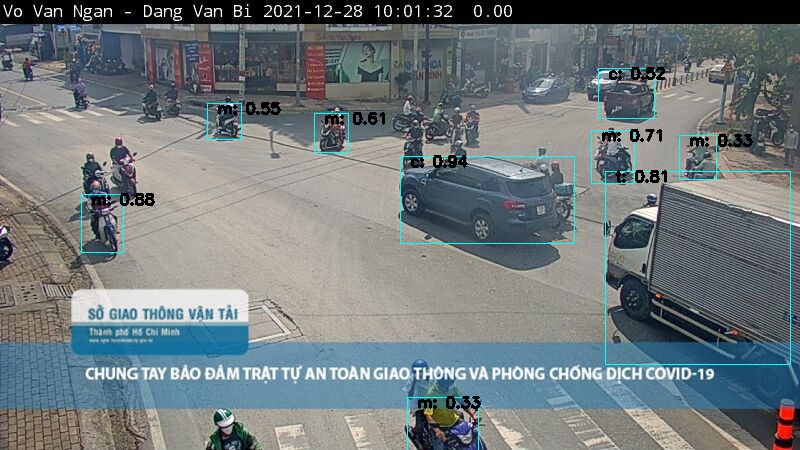 Vo Van Ngan - Dang Van Bi 2021-12-28 10:01:32 0.00
c: 0.52
m: 0.55
m: 0.61
m: 0.71
m: 0.33
c: 0.94
t: 0.81
m: 0.88
SỞ GIAO THÔNG VẬN TẢI
Thành phố Hồ Chí Minh
CHUNG TAY BẢO ĐẢM TRẬT TỰ AN TOÀN GIAO THÔNG VÀ PHÒNG CHỐNG DỊCH COVID-19
m: 0.33